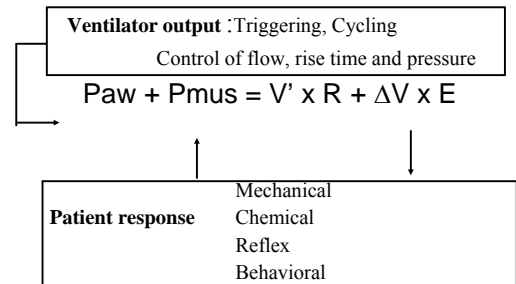 Ventilator output : Triggering, Cycling
Control of flow, rise time and pressure
Paw + Pmus = V' x R + ΔV x E
Mechanical
Patient response Chemical
Reflex
Behavioral